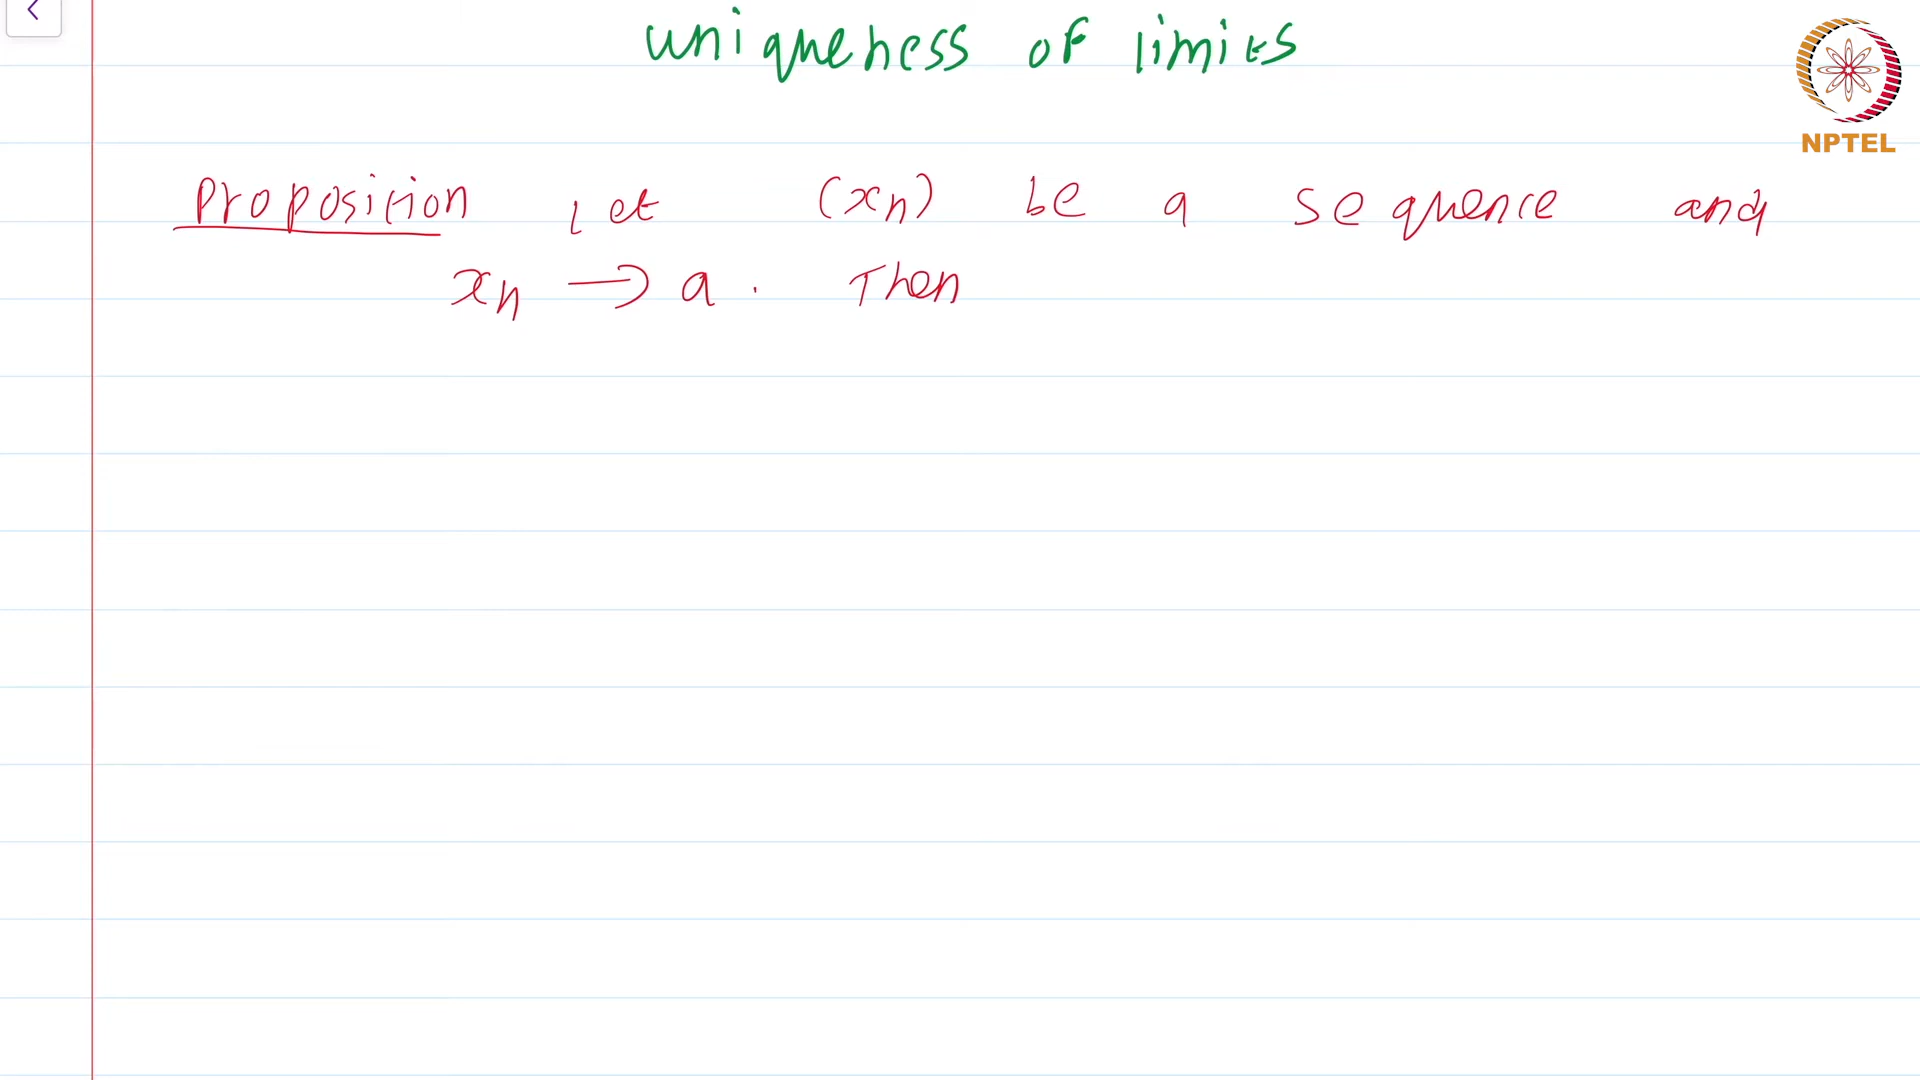 uniqueness of limits
NPTEL
Proposition Let (xₙ) be a sequence and
xₙ → a. Then